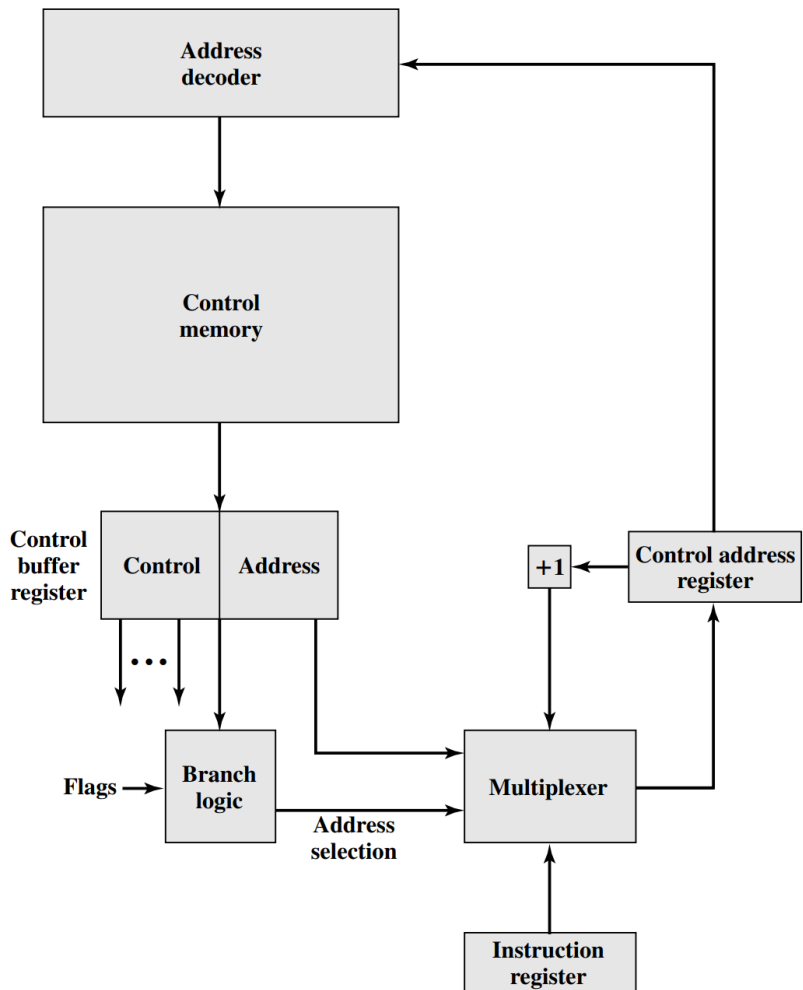 Address
decoder
Control
memory
Control
buffer
register
Control
Address
+1
Control address
register
...
Flags
Branch
logic
Address
selection
Multiplexer
Instruction
register